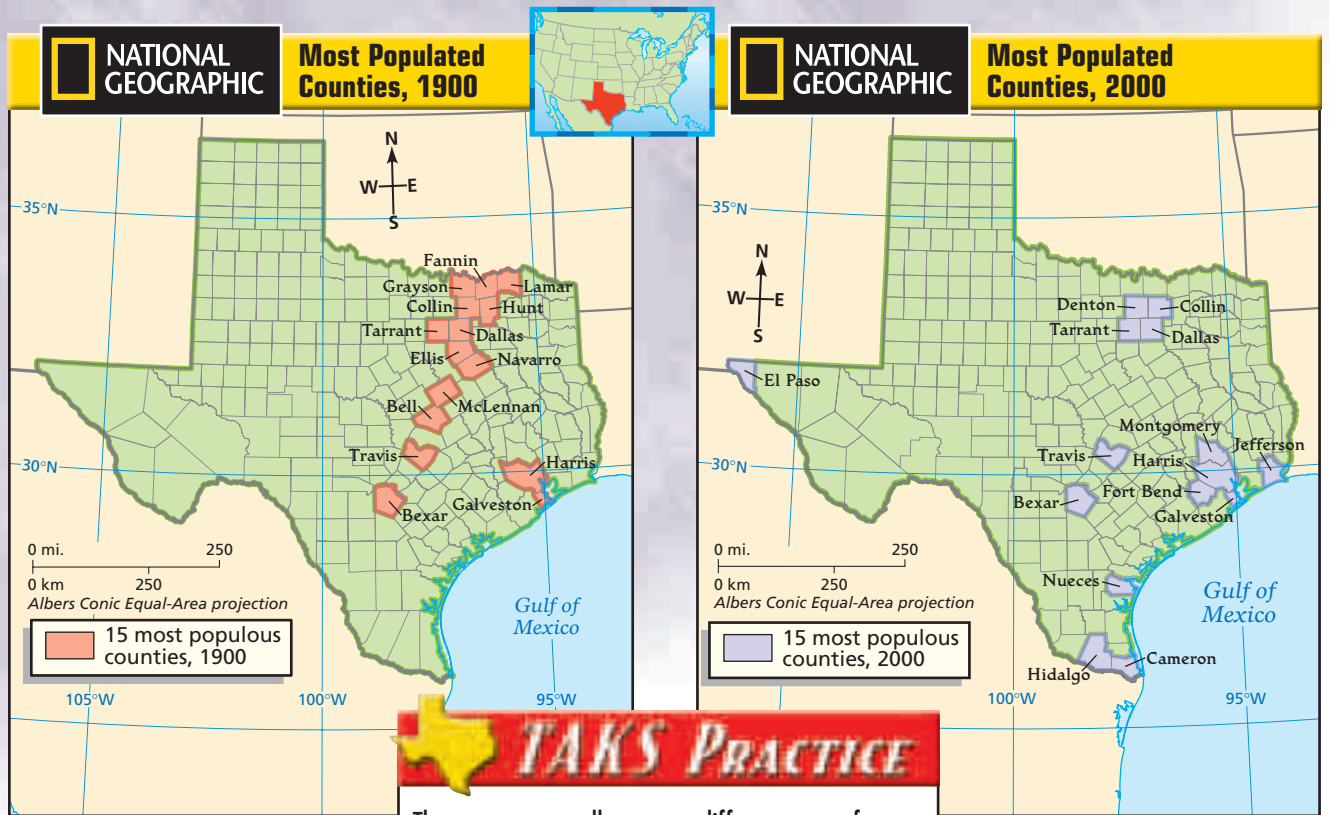 NATIONAL
GEOGRAPHIC
Most Populated
Counties, 1900
N
W E
S
35°N
30°N
105°W
100°W
95°W
Fannin
Grayson
Lamar
Collin
Hunt
Tarrant
Dallas
Ellis
Navarro
Bell
McLennan
Travis
Harris
Galveston
Bexar
0 mi. 250
0 km 250
Albers Conic Equal-Area projection
15 most populous
counties, 1900
Gulf of
Mexico
NATIONAL
GEOGRAPHIC
Most Populated
Counties, 2000
N
W E
S
35°N
30°N
100°W
95°W
Denton
Collin
Tarrant
Dallas
El Paso
Montgomery
Jefferson
Travis
Harris
Fort Bend
Bexar
Galveston
Nueces
Cameron
Hidalgo
0 mi. 250
0 km 250
Albers Conic Equal-Area projection
15 most populous
counties, 2000
Gulf of
Mexico
TAKS PRACTICE